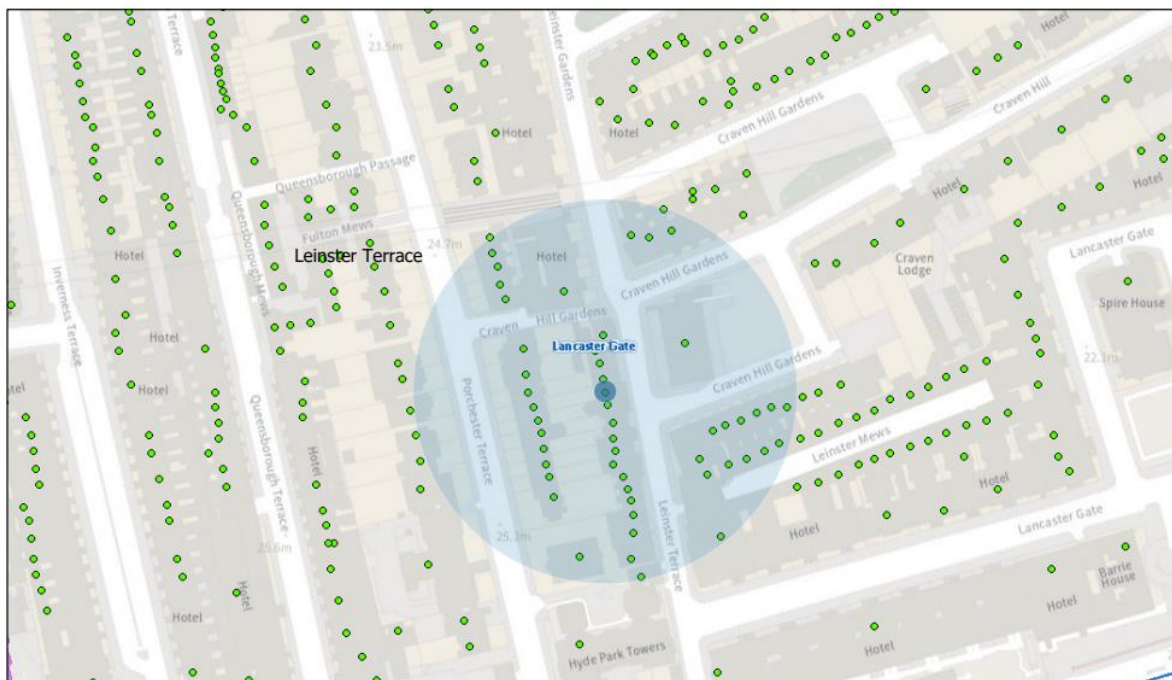 Terrace
Leinster Gardens
Hotel
23.5m
Hotel
Hotel
Craven Hill Gardens
Craven Hill
Queensborough Passage
Hotel
Hotel
Queensborough Mews
Fulton Mews
Leinster Terrace
24.7m
Hotel
Hotel
Craven Hill Gardens
Craven
Lodge
Lancaster Gate
Spire House
Inverness Terrace
Craven Hill Gardens
Lancaster Gate
Hotel
Hotel
Porchester Terrace
Craven Hill Gardens
22.1m
Queensborough Terrace
Hotel
Leinster Mews
Hotel
25.6m
25.3m
Leinster Terrace
Hotel
Lancaster Gate
Hotel
Hotel
Hyde Park Towers
Hotel
Hotel
Barrie
House